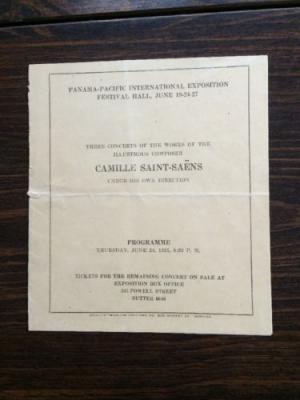 PANAMA-PACIFIC INTERNATIONAL EXPOSITION
FESTIVAL HALL, JUNE 19-24-27
THREE CONCERTS OF THE WORKS OF THE
ILLUSTRIOUS COMPOSER
CAMILLE SAINT-SAËNS
UNDER HIS OWN DIRECTION
PROGRAMME
THURSDAY, JUNE 24, 1915, 8:30 P. M.
TICKETS FOR THE REMAINING CONCERT ON SALE AT
EXPOSITION BOX OFFICE
343 POWELL STREET
SUTTER 6646